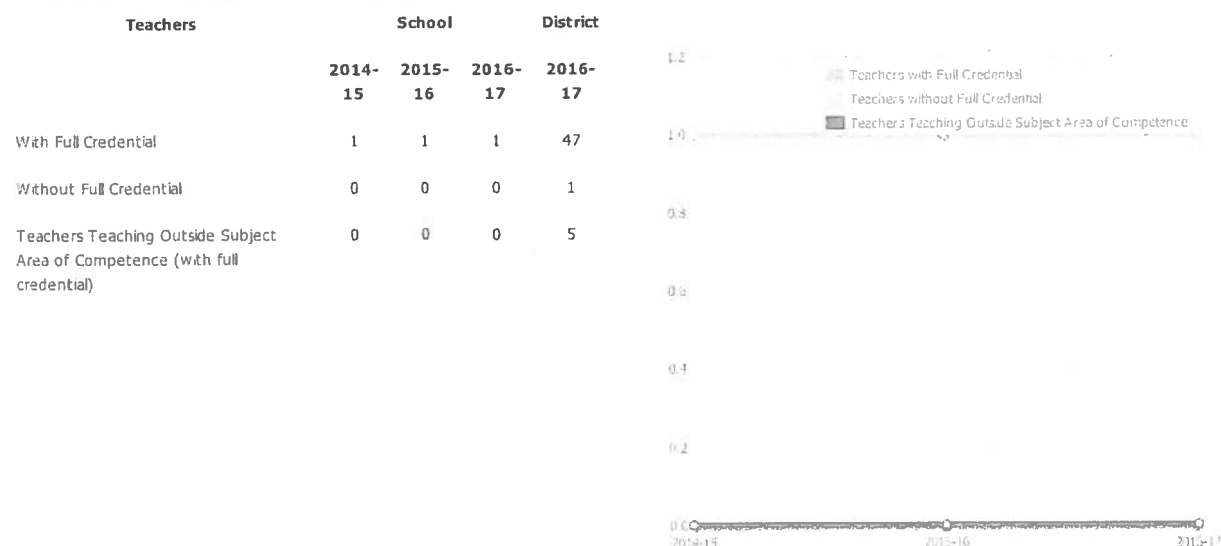 Teachers School District
2014- 2015- 2016- 2016-
15 16 17 17
With Full Credential 1 1 1 47
Without Full Credential 0 0 0 1
Teachers Teaching Outside Subject 0 0 0 5
Area of Competence (with full
credential)
1.2
Teachers with Full Credential
Teachers without Full Credential
Teachers Teaching Outside Subject Area of Competence
1.0
0.8
0.6
0.4
0.2
0.0
2014-15 2015-16 2016-17